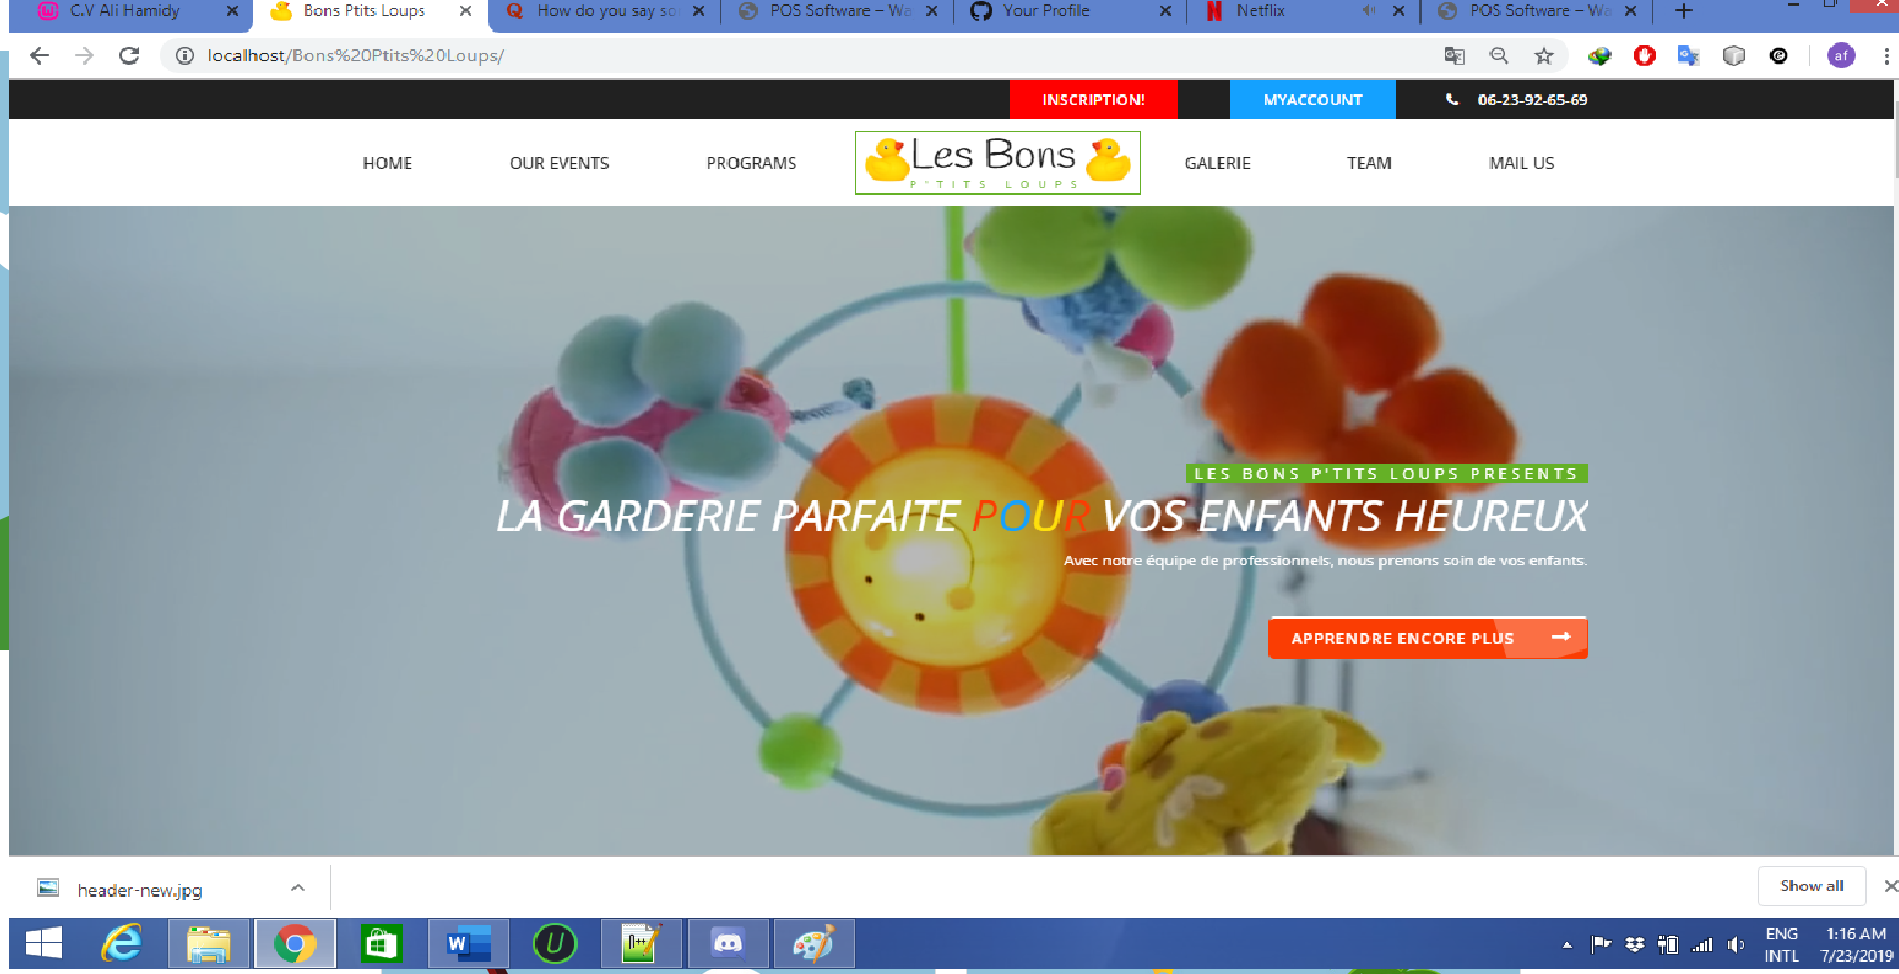 C.V Ali Hamidy
Bons Ptits Loups
How do you say so
POS Software – Wa
Your Profile
Netflix
POS Software – Wa
localhost/Bons%20Ptits%20Loups/
af
INSCRIPTION!
MYACCOUNT
06-23-92-65-69
HOME
OUR EVENTS
PROGRAMS
Les Bons
P'TITS LOUPS
GALERIE
TEAM
MAIL US
LES BONS P'TITS LOUPS PRESENTS
LA GARDERIE PARFAITE POUR VOS ENFANTS HEUREUX
Avec notre équipe de professionnels, nous prenons soin de vos enfants.
APPRENDRE ENCORE PLUS
header-new.jpg
Show all
ENG
INTL
1:16 AM
7/23/2019